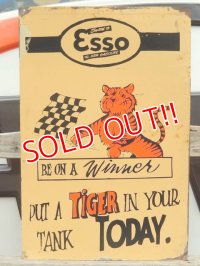 Esso
SOLD OUT!!
BE ON A Winner
PUT A TIGER IN YOUR
TANK TODAY.